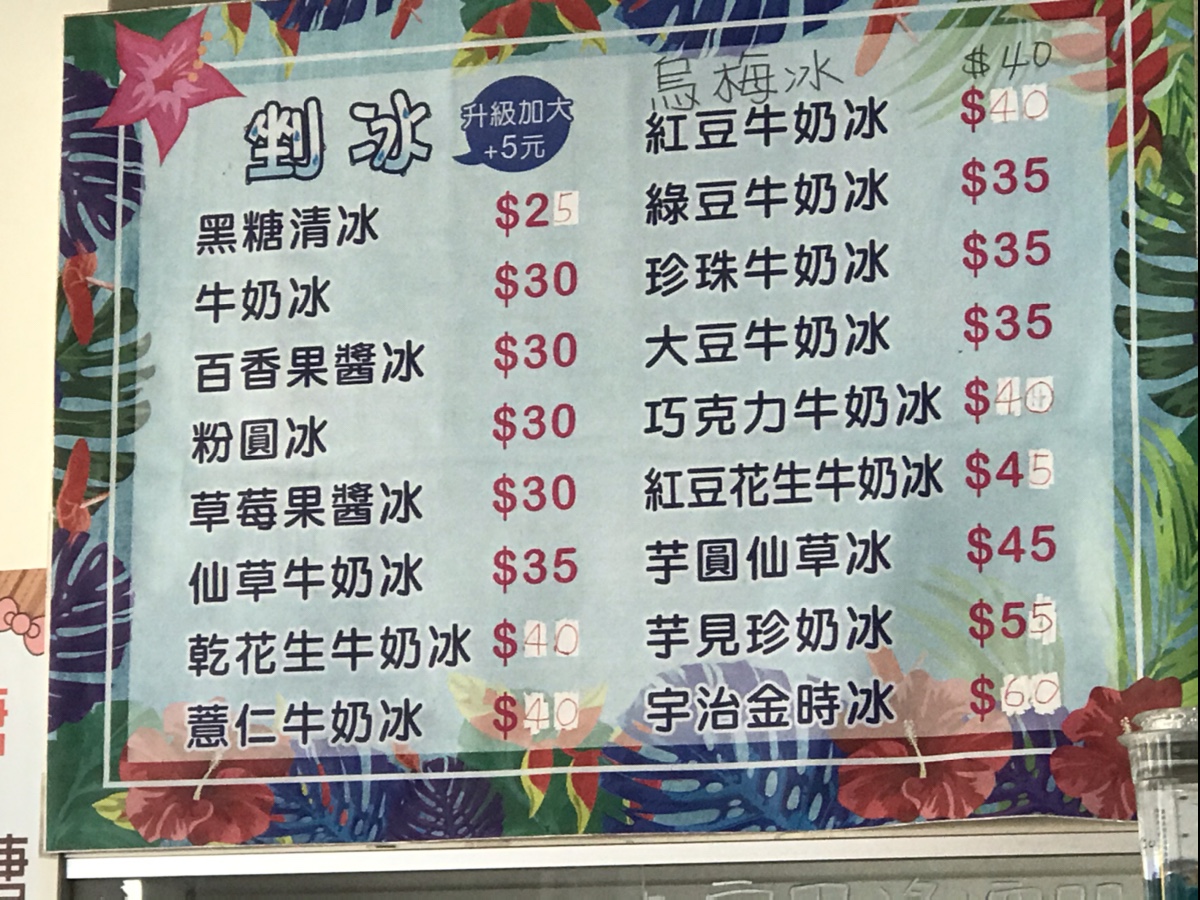 剉冰
升級加大
+5元
黑糖清冰 $25
牛奶冰 $30
百香果醬冰 $30
粉圓冰 $30
草莓果醬冰 $30
仙草牛奶冰 $35
乾花生牛奶冰 $40
薏仁牛奶冰 $40
烏梅冰 $40
紅豆牛奶冰 $40
綠豆牛奶冰 $35
珍珠牛奶冰 $35
大豆牛奶冰 $35
巧克力牛奶冰 $40
紅豆花生牛奶冰 $45
芋圓仙草冰 $45
芋見珍奶冰 $55
宇治金時冰 $60